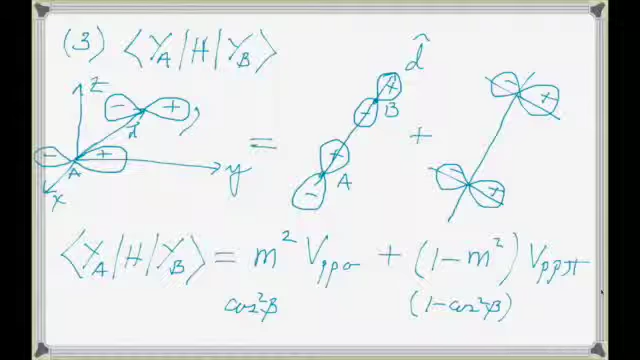 (3) ⟨Y_A|H|Y_B⟩
z d̂
- + , + B
d = - +
- + + - +
A y A - +
x -
⟨Y_A|H|Y_B⟩ = m² V_ppσ + (1-m²) V_ppπ
cos²β (1-cos²β)